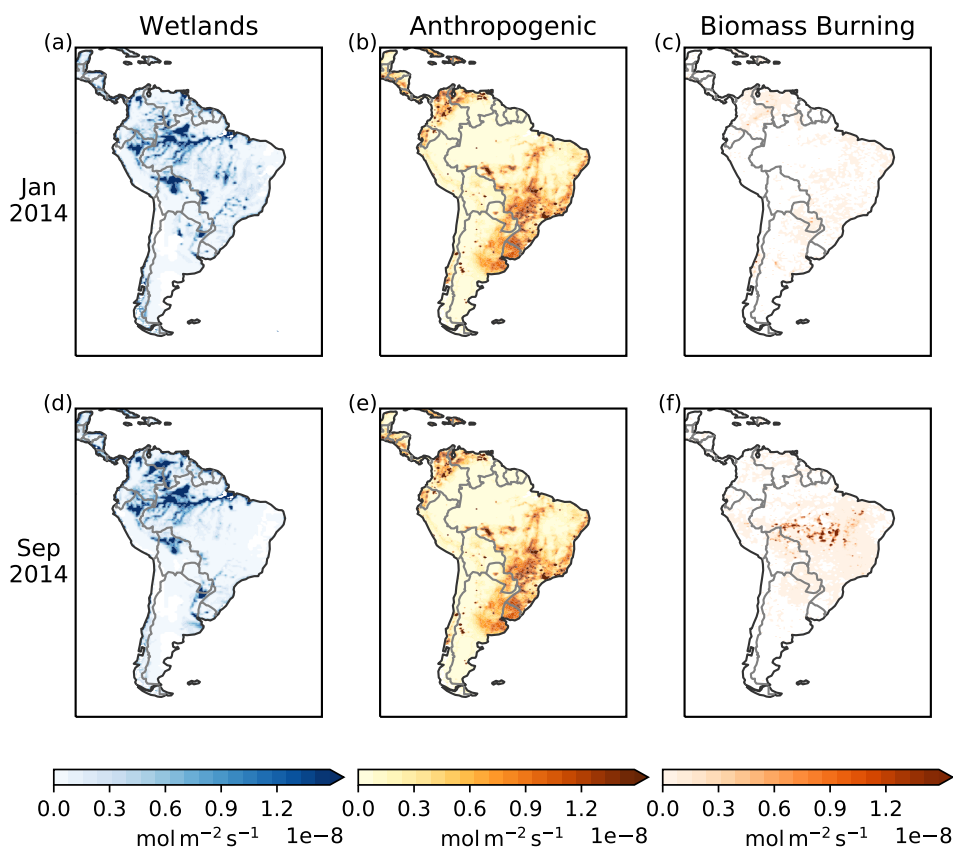 Wetlands Anthropogenic Biomass Burning
(a) (b) (c)
Jan
2014
(d) (e) (f)
Sep
2014
0.0 0.3 0.6 0.9 1.2 0.0 0.3 0.6 0.9 1.2 0.0 0.3 0.6 0.9 1.2
mol m⁻² s⁻¹ 1e−8 mol m⁻² s⁻¹ 1e−8 mol m⁻² s⁻¹ 1e−8